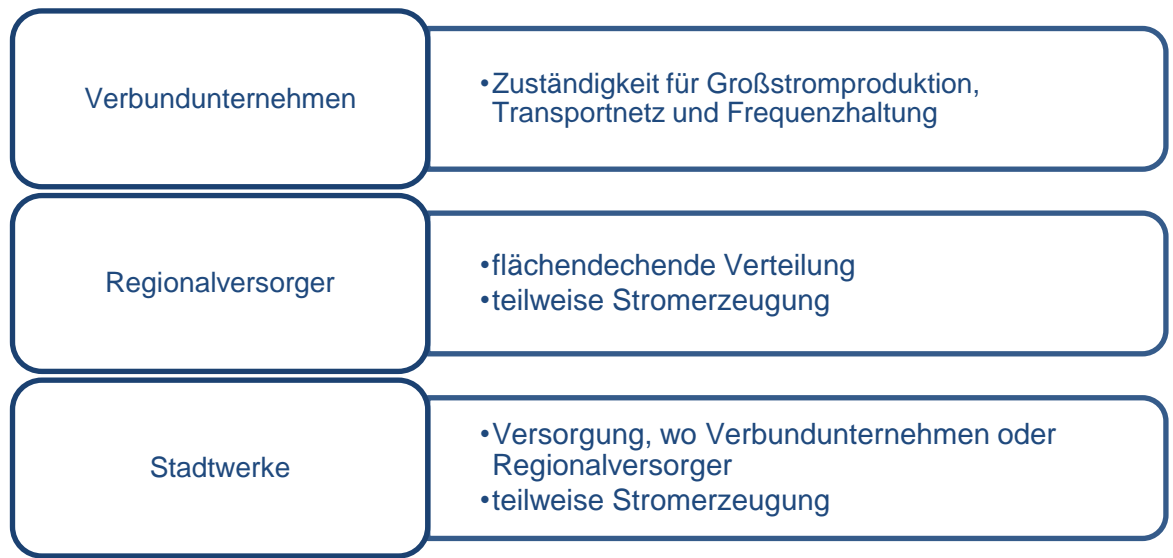 Verbundunternehmen
•Zuständigkeit für Großstromproduktion,
Transportnetz und Frequenzhaltung
Regionalversorger
•flächendechende Verteilung
•teilweise Stromerzeugung
Stadtwerke
•Versorgung, wo Verbundunternehmen oder
Regionalversorger
•teilweise Stromerzeugung